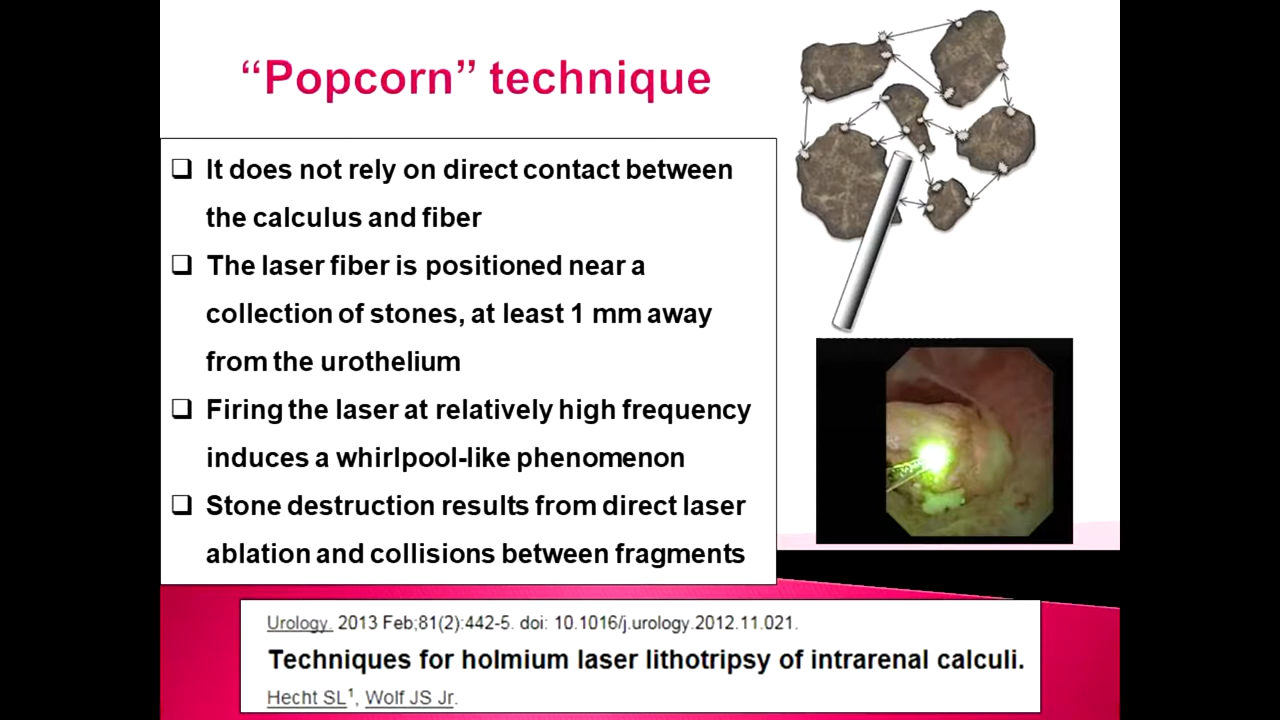 “Popcorn” technique
❑ It does not rely on direct contact between
the calculus and fiber
❑ The laser fiber is positioned near a
collection of stones, at least 1 mm away
from the urothelium
❑ Firing the laser at relatively high frequency
induces a whirlpool-like phenomenon
❑ Stone destruction results from direct laser
ablation and collisions between fragments
Urology. 2013 Feb;81(2):442-5. doi: 10.1016/j.urology.2012.11.021.
Techniques for holmium laser lithotripsy of intrarenal calculi.
Hecht SL¹, Wolf JS Jr.